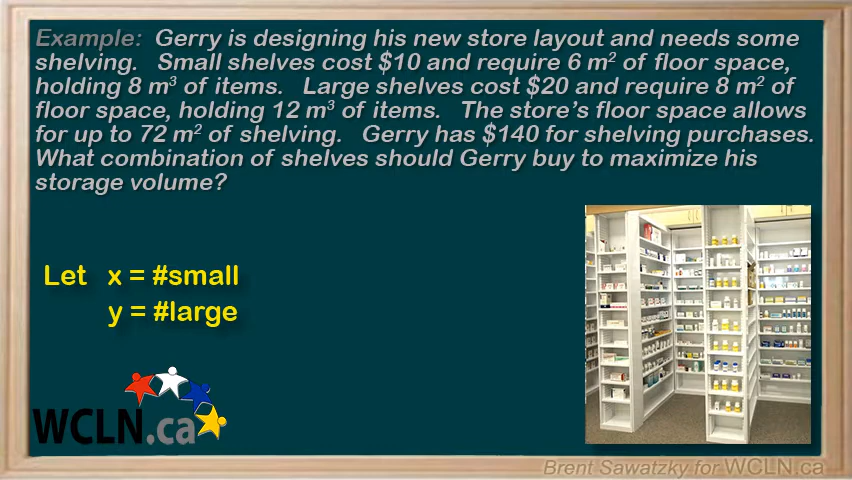 Example: Gerry is designing his new store layout and needs some
shelving. Small shelves cost $10 and require 6 m² of floor space,
holding 8 m³ of items. Large shelves cost $20 and require 8 m² of
floor space, holding 12 m³ of items. The store's floor space allows
for up to 72 m² of shelving. Gerry has $140 for shelving purchases.
What combination of shelves should Gerry buy to maximize his
storage volume?
Let x = #small
y = #large
WCLN.ca
Brent Sawatzky for WCLN.ca